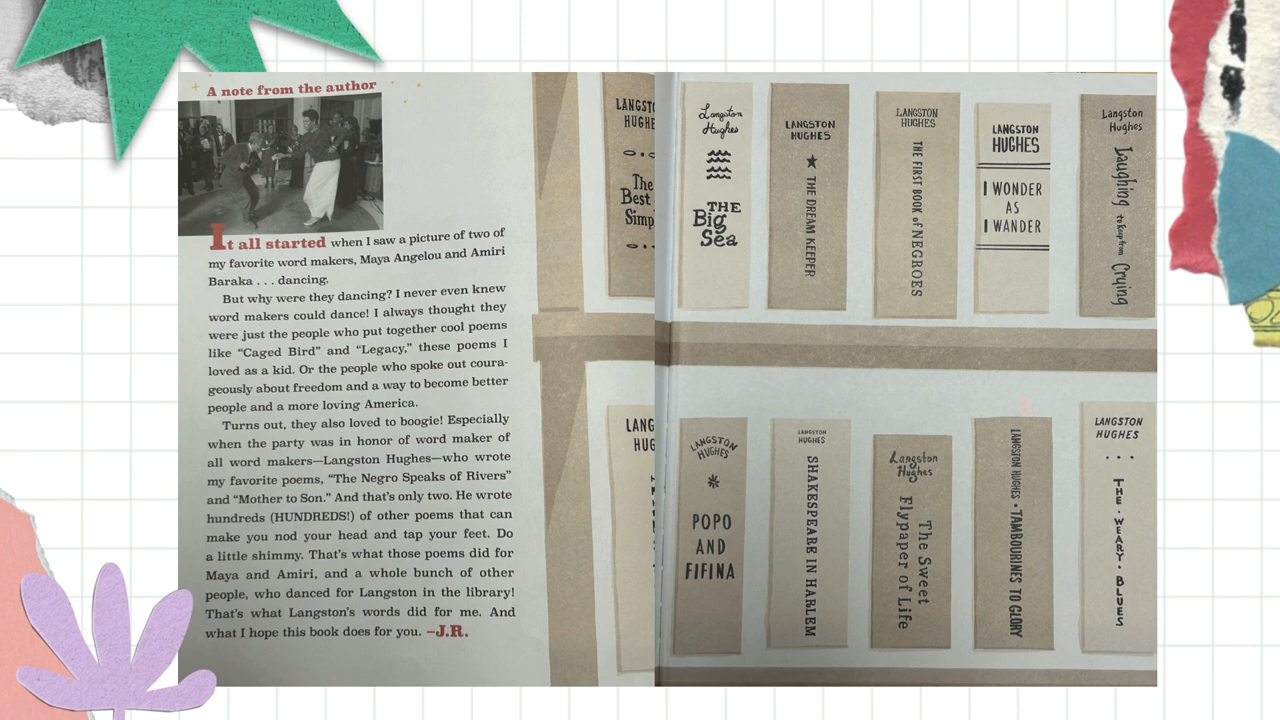 A note from the author
It all started when I saw a picture of two of
my favorite word makers, Maya Angelou and Amiri
Baraka . . . dancing.
But why were they dancing? I never even knew
word makers could dance! I always thought they
were just the people who put together cool poems
like “Caged Bird” and “Legacy,” these poems I
loved as a kid. Or the people who spoke out coura-
geously about freedom and a way to become better
people and a more loving America.
Turns out, they also loved to boogie! Especially
when the party was in honor of word maker of
all word makers—Langston Hughes—who wrote
my favorite poems, “The Negro Speaks of Rivers”
and “Mother to Son.” And that’s only two. He wrote
hundreds (HUNDREDS!) of other poems that can
make you nod your head and tap your feet. Do
a little shimmy. That’s what those poems did for
Maya and Amiri, and a whole bunch of other
people, who danced for Langston in the library!
That’s what Langston’s words did for me. And
what I hope this book does for you. —J.R.
LANGST
HUGHE
The
Best
Simp
Langston
Hughes
THE
Big
Sea
LANGSTON
HUGHES
THE DREAM KEEPER
LANGSTON
HUGHES
THE FIRST BOOK of NEGROES
LANGSTON
HUGHES
I WONDER
AS
I WANDER
Langston
Hughes
Laughing to keep from Crying
LANG
HUG
LANGSTON
HUGHES
POPO
AND
FIFINA
LANGSTON
HUGHES
SHAKESPEARE IN HARLEM
Langston
Hughes
The Sweet
Flypaper of Life
LANGSTON HUGHES • TAMBOURINES TO GLORY
LANGSTON
HUGHES
THE • WEARY • BLUES